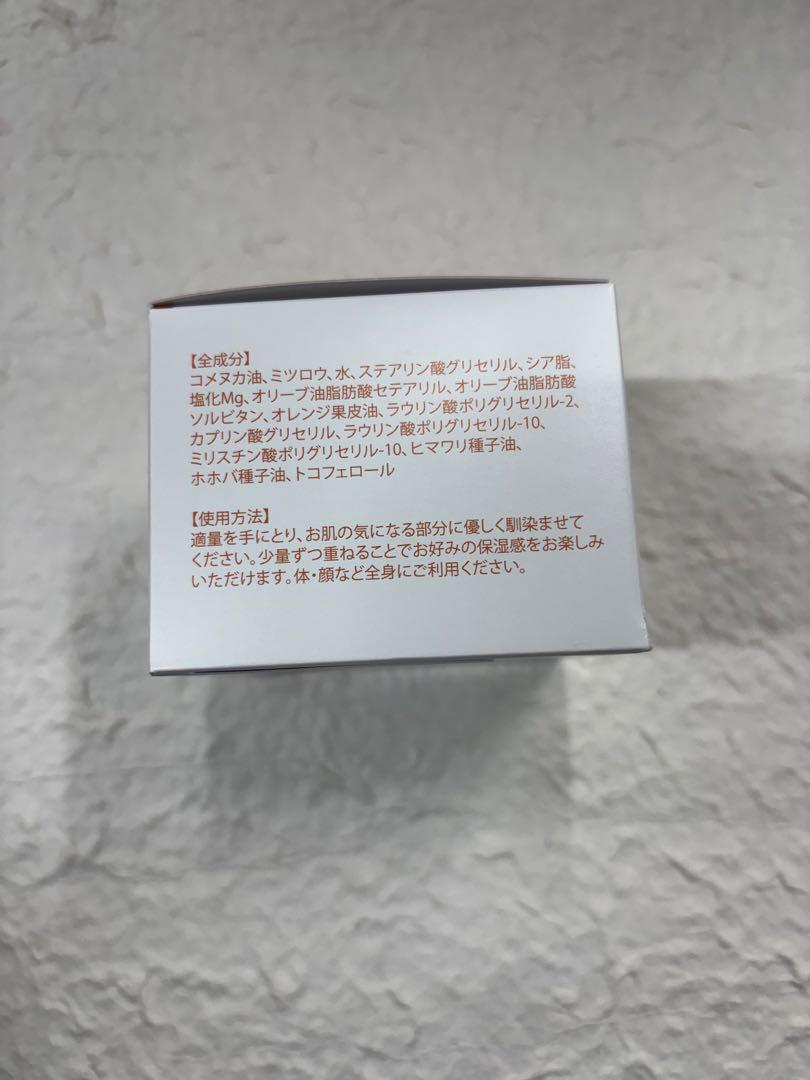 【全成分】
コメヌカ油、ミツロウ、水、ステアリン酸グリセリル、シア脂、
塩化Mg、オリーブ油脂肪酸セテアリル、オリーブ油脂肪酸
ソルビタン、オレンジ果皮油、ラウリン酸ポリグリセリル-2、
カプリン酸グリセリル、ラウリン酸ポリグリセリル-10、
ミリスチン酸ポリグリセリル-10、ヒマワリ種子油、
ホホバ種子油、トコフェロール
【使用方法】
適量を手にとり、お肌の気になる部分に優しく馴染ませて
ください。少量ずつ重ねることでお好みの保湿感をお楽しみ
いただけます。体・顔など全身にご利用ください。